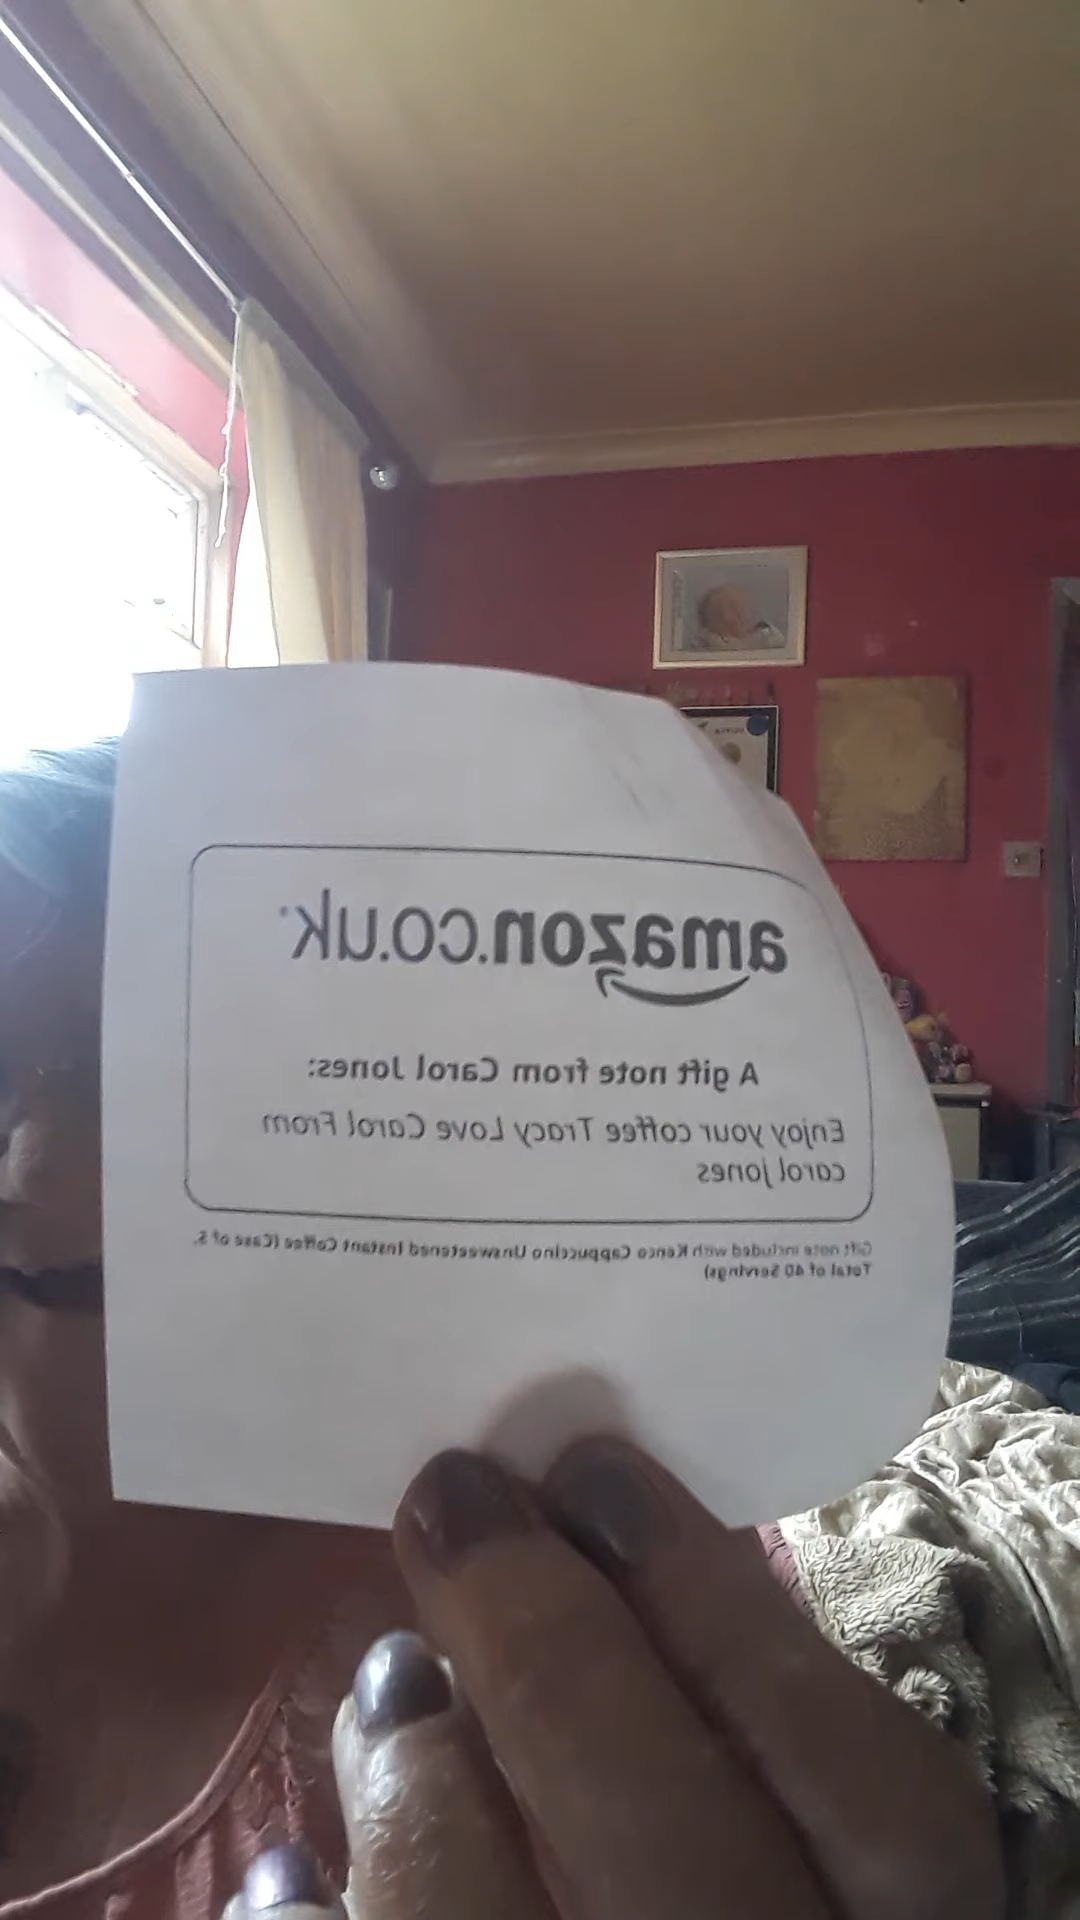 amazon.co.uk
A gift note from Carol Jones:
Enjoy your coffee Tracy Love Carol From
carol jones
Gift note included with Kenco Cappuccino Unsweetened Instant Coffee (Case of 5,
Total of 40 Servings)